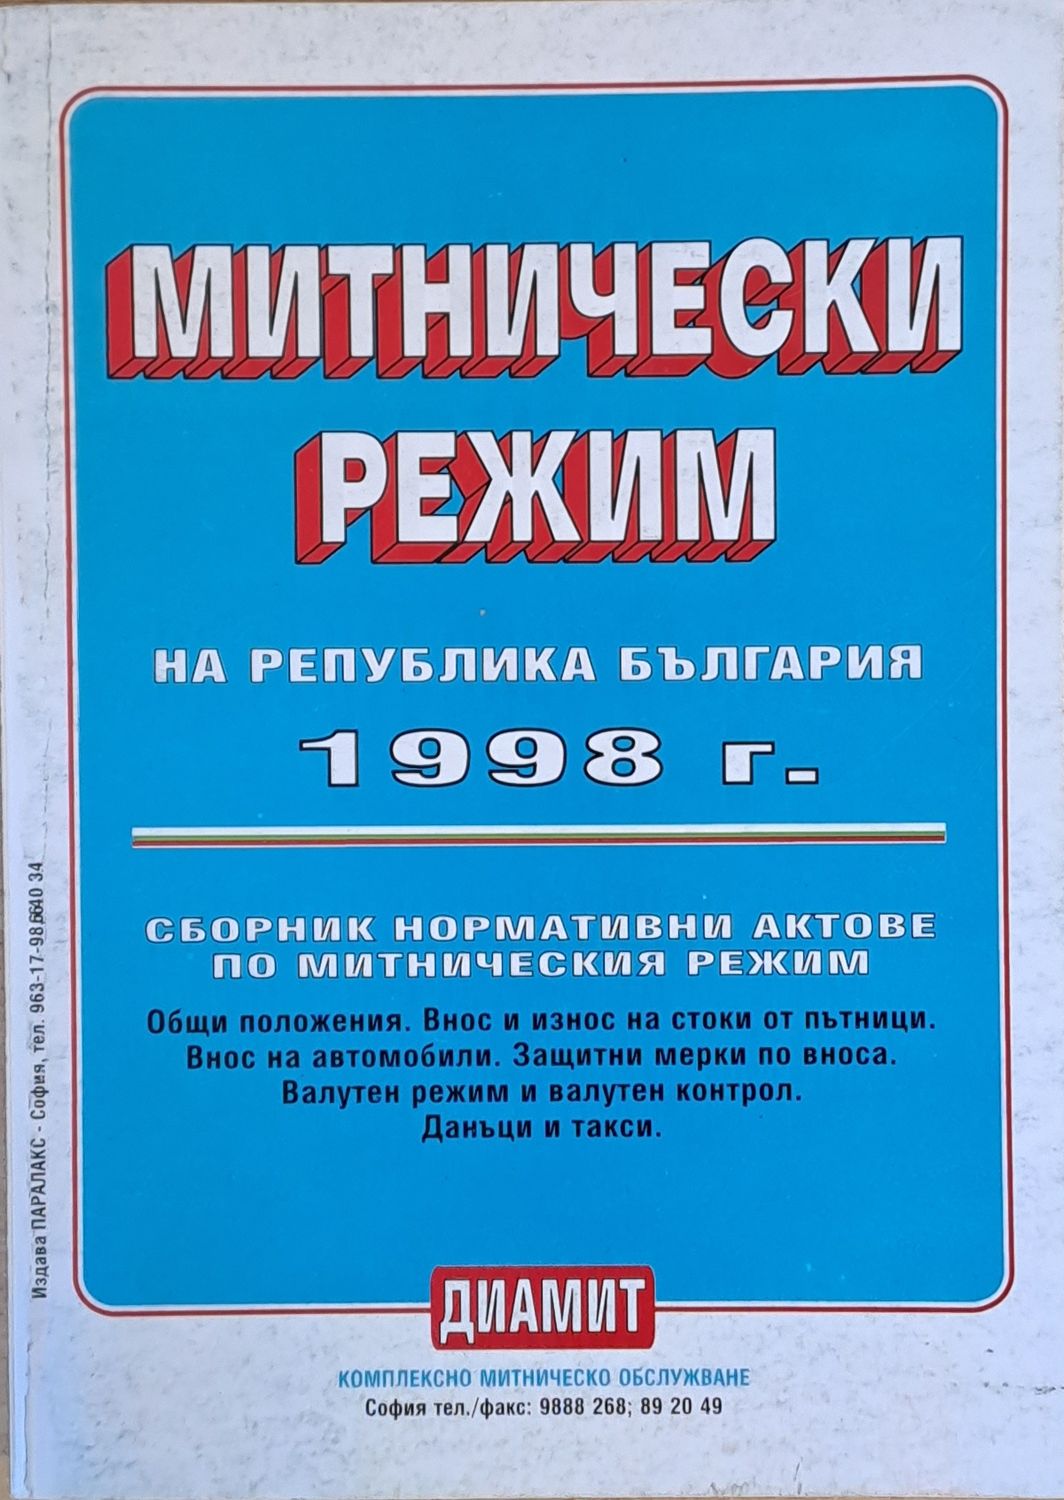 МИТНИЧЕСКИ
РЕЖИМ
НА РЕПУБЛИКА БЪЛГАРИЯ
1998 г.
СБОРНИК НОРМАТИВНИ АКТОВЕ
ПО МИТНИЧЕСКИЯ РЕЖИМ
Общи положения. Внос и износ на стоки от пътници.
Внос на автомобили. Защитни мерки по вноса.
Валутен режим и валутен контрол.
Данъци и такси.
ДИАМИТ
КОМПЛЕКСНО МИТНИЧЕСКО ОБСЛУЖВАНЕ
София тел./факс: 9888 268; 89 20 49
Издава ПАРАЛАКС - София, тел. 963-17-98,